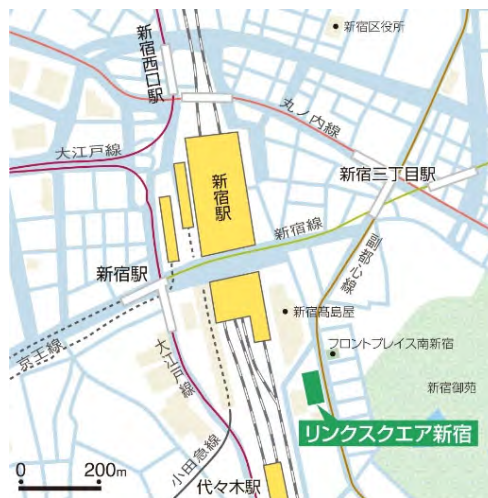 新宿区役所
新宿西口駅
丸ノ内線
大江戸線
新宿三丁目駅
新宿駅
新宿線
副都心線
新宿駅
新宿髙島屋
京王線
大江戸線
フロントプレイス南新宿
新宿御苑
リンクスクエア新宿
小田急線
0 200m
代々木駅